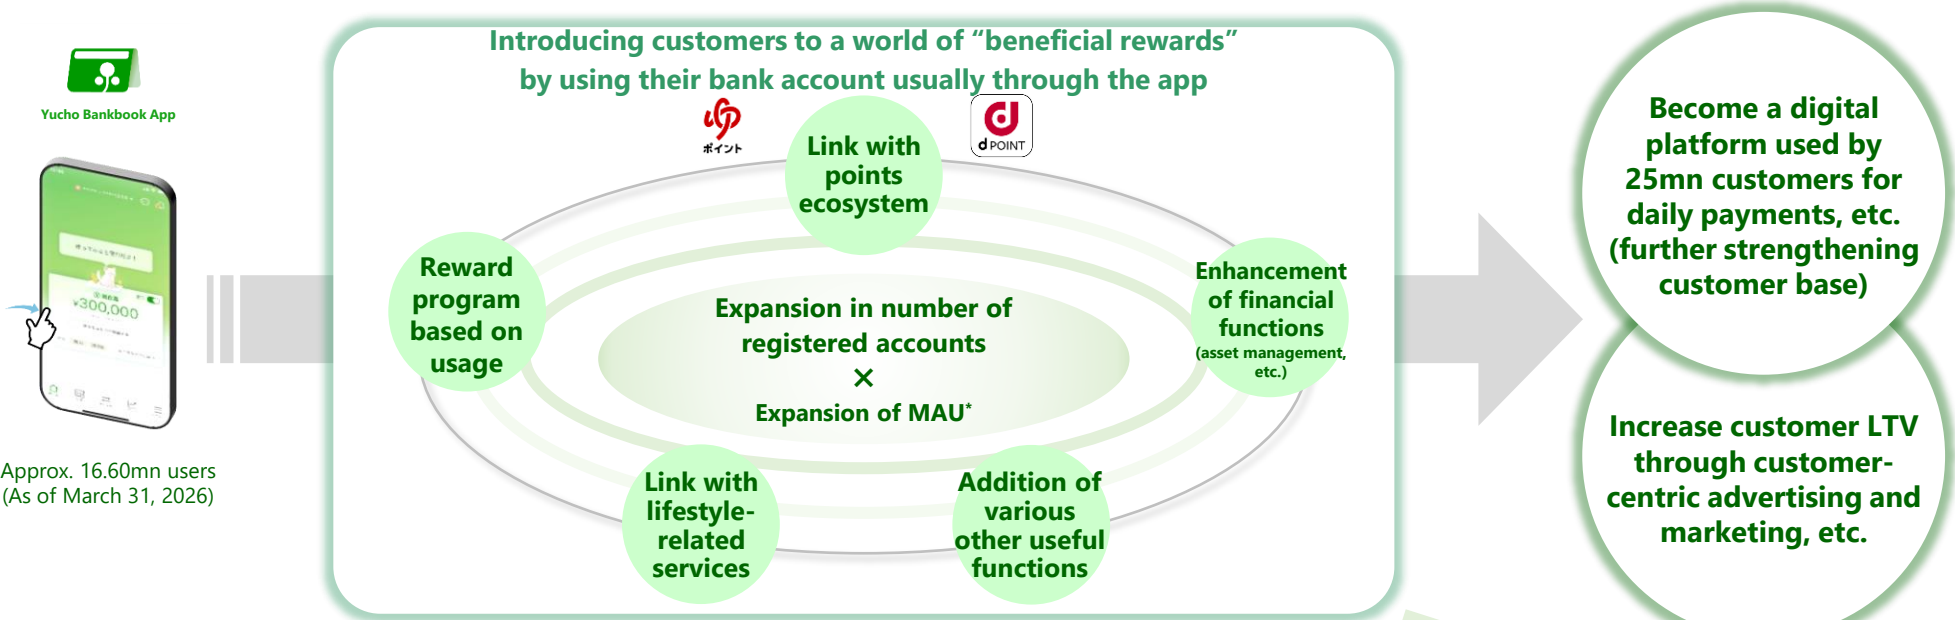 Introducing customers to a world of “beneficial rewards”
by using their bank account usually through the app
Yucho Bankbook App
¥300,000
Approx. 16.60mn users
(As of March 31, 2026)
ポイント
d POINT
Link with
points
ecosystem
Reward
program
based on
usage
Expansion in number of
registered accounts
×
Expansion of MAU*
Enhancement
of financial
functions
(asset management,
etc.)
Link with
lifestyle-
related
services
Addition of
various
other useful
functions
Become a digital
platform used by
25mn customers for
daily payments, etc.
(further strengthening
customer base)
Increase customer LTV
through customer-
centric advertising and
marketing, etc.